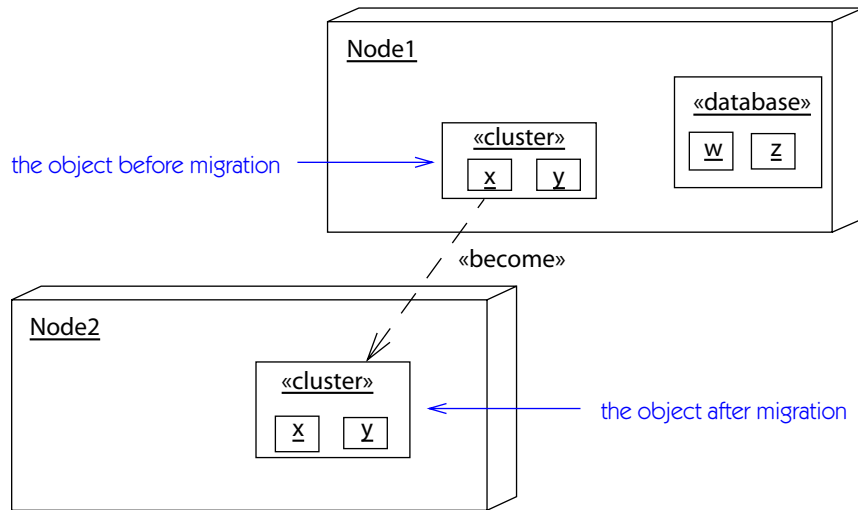 Node1
«database»
w z
«cluster»
x y
the object before migration
«become»
Node2
«cluster»
x y
the object after migration